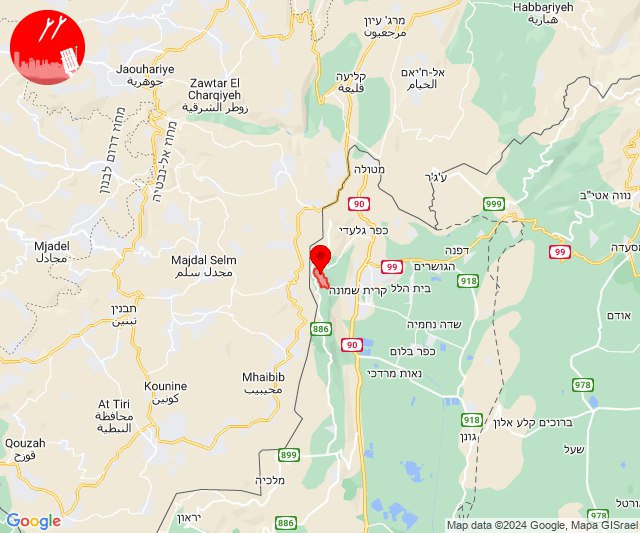 Habbariyeh
הבאריה
מרג' עיון
مرجعيون
Jaouhariye
جوهرية
קליעה
قليعة
אל-ח'יאם
الخيام
Zawtar El
Charqiyeh
زوطر الشرقية
מחוז דרום לבנון
מחוז אל-נבטיה
מטולה
ע'ג'ר
90
999
נווה אטי"ב
כפר גלעדי
Mjadel
مجادل
Majdal Selm
مجدل سلم
דפנה
99
הגושרים
99
מסעדה
918
קרית שמונה
בית הלל
תבנין
تبنين
886
שדה נחמיה
אודם
90
כפר בלום
נאות מרדכי
Mhaibib
محيبيب
Kounine
כונין
978
At Tiri
محافظة
النبطية
918
ברוכים קלע אלון
גונן
Qouzah
قوزح
899
שעל
מלכיה
978
יראון
886
Google
Map data ©2024 Google, Mapa GISrael